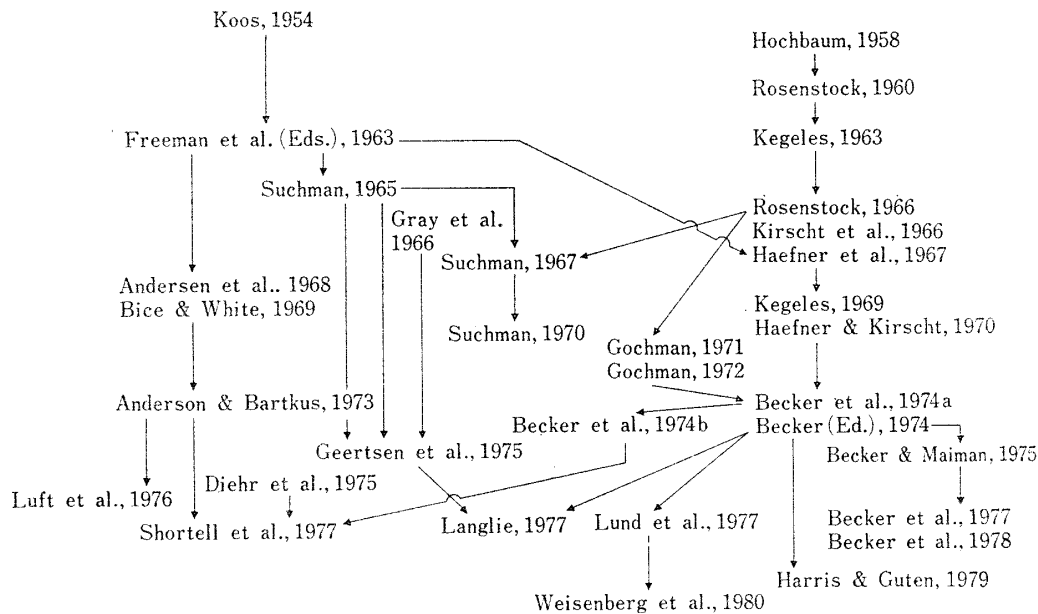 Koos, 1954
Hochbaum, 1958
Rosenstock, 1960
Freeman et al. (Eds.), 1963
Kegeles, 1963
Suchman, 1965
Gray et al.
1966
Rosenstock, 1966
Kirscht et al., 1966
Haefner et al., 1967
Suchman, 1967
Andersen et al.. 1968
Bice & White, 1969
Kegeles, 1969
Haefner & Kirscht, 1970
Suchman, 1970
Gochman, 1971
Gochman, 1972
Anderson & Bartkus, 1973
Becker et al., 1974a
Becker (Ed.), 1974
Becker et al., 1974b
Geertsen et al., 1975
Becker & Maiman, 1975
Diehr et al., 1975
Luft et al., 1976
Shortell et al., 1977
Langlie, 1977
Lund et al., 1977
Becker et al., 1977
Becker et al., 1978
Harris & Guten, 1979
Weisenberg et al., 1980